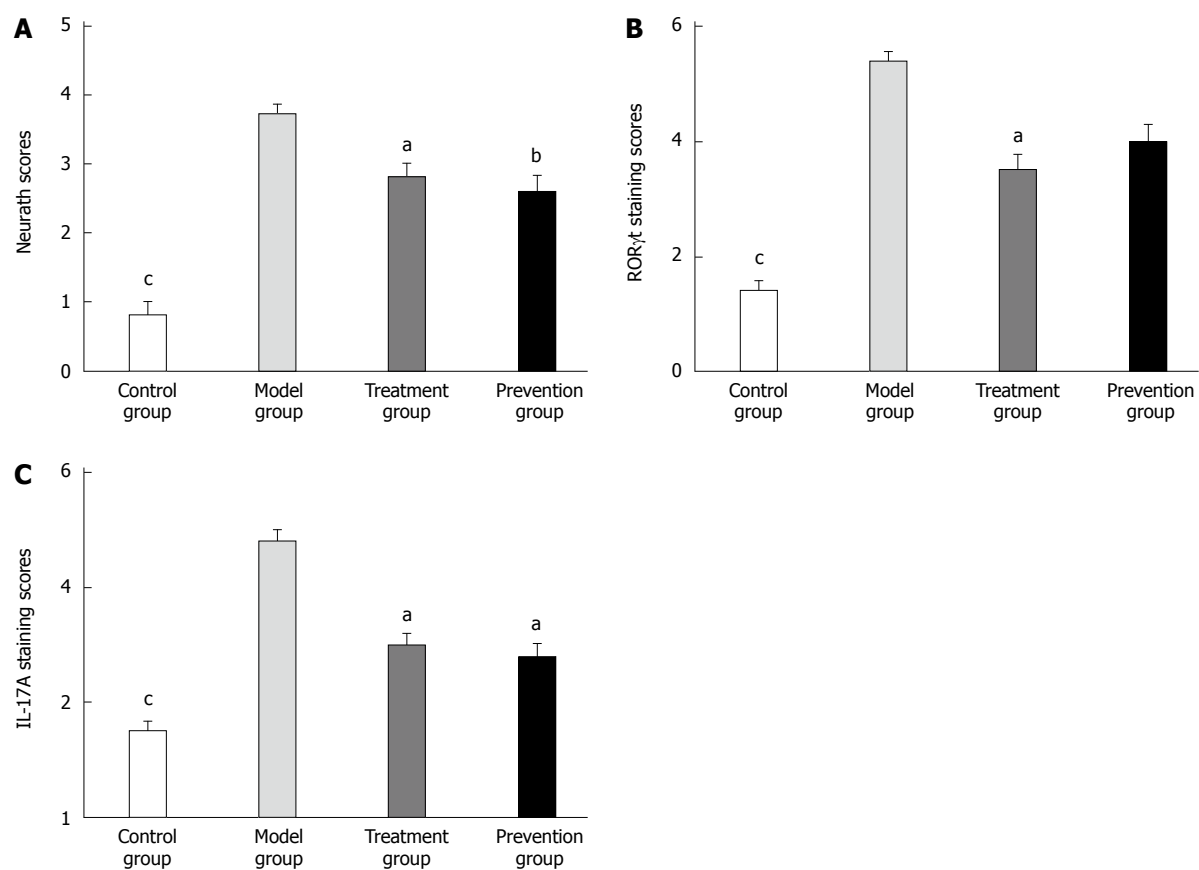 A
Neurath scores
5
4
3
2
1
0
c
a
b
Control
group
Model
group
Treatment
group
Prevention
group
B
RORγt staining scores
6
4
2
0
c
a
Control
group
Model
group
Treatment
group
Prevention
group
C
IL-17A staining scores
6
4
2
1
c
a
a
Control
group
Model
group
Treatment
group
Prevention
group